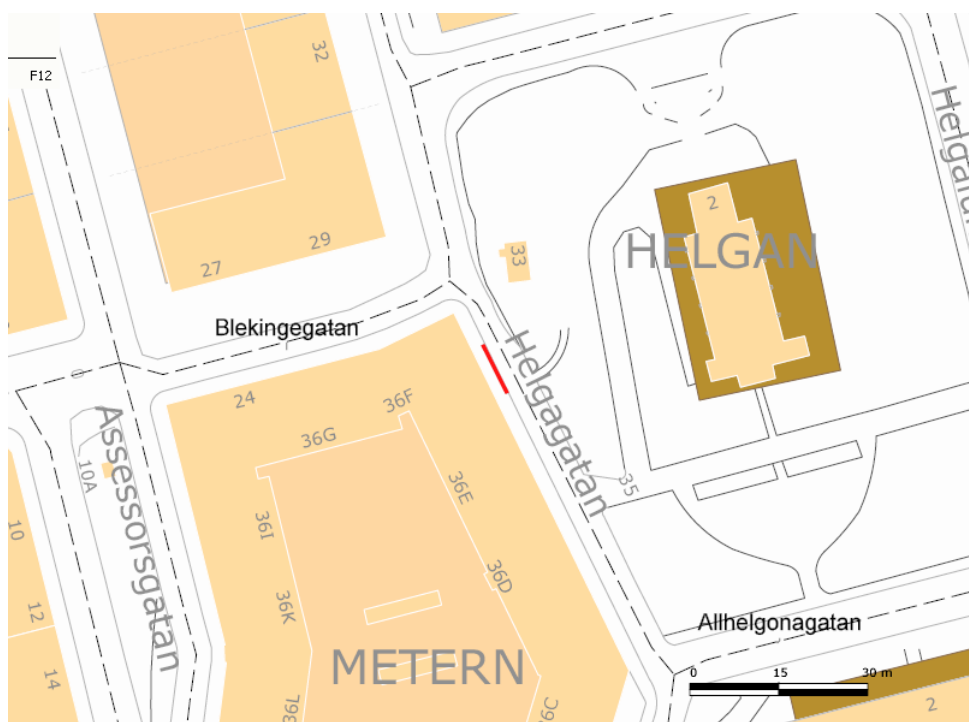 F12
32
Helgalun
2
HELGAN
29
33
27
Blekingegatan
Helgagatan
24
36F
36G
Assessorsgatan
10A
36E
35
36I
10
36D
36K
12
Allhelgonagatan
METERN
14
0 15 30 m
2